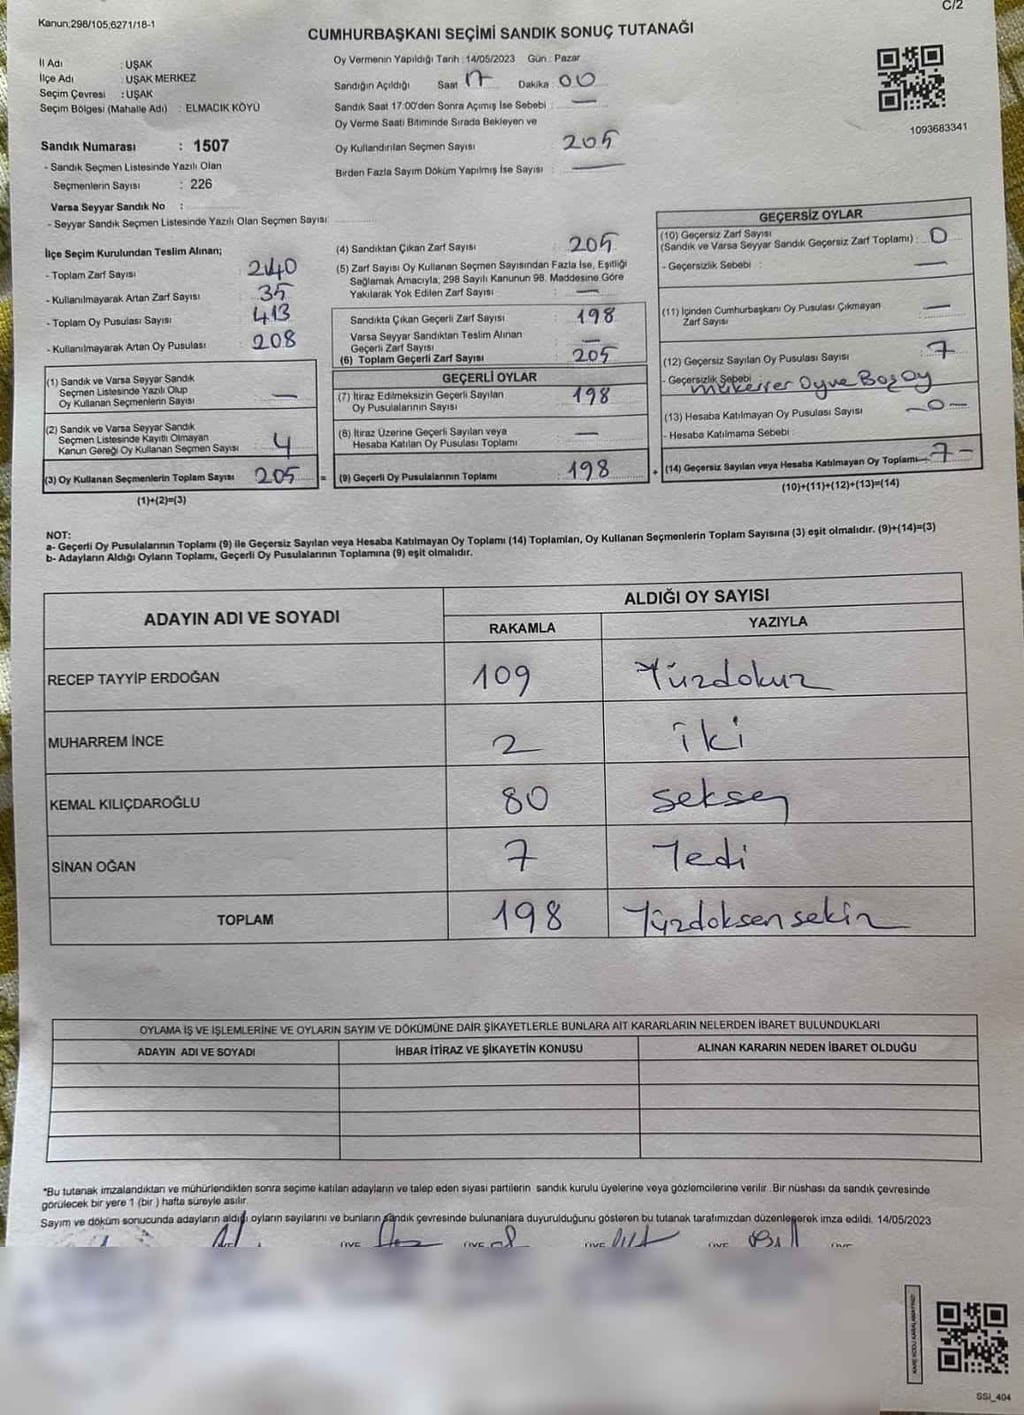 Kanun;298/105;6271/18-1
C/2
CUMHURBAŞKANI SEÇİMİ SANDIK SONUÇ TUTANAĞI
İl Adı : UŞAK
İlçe Adı : UŞAK MERKEZ
Seçim Çevresi : UŞAK
Seçim Bölgesi (Mahalle Adı) : ELMACIK KÖYÜ
Oy Vermenin Yapıldığı Tarih : 14/05/2023 Gün : Pazar
Sandığın Açıldığı Saat 17 Dakika 00
Sandık Saat 17:00'den Sonra Açımış İse Sebebi : —
Oy Verme Saati Bitiminde Sırada Bekleyen ve
Oy Kullandırılan Seçmen Sayısı 205
Birden Fazla Sayım Döküm Yapılmış İse Sayısı : —
1093683341
Sandık Numarası : 1507
- Sandık Seçmen Listesinde Yazılı Olan
Seçmenlerin Sayısı : 226
Varsa Seyyar Sandık No :
- Seyyar Sandık Seçmen Listesinde Yazılı Olan Seçmen Sayısı:
İlçe Seçim Kurulundan Teslim Alınan;
- Toplam Zarf Sayısı 240
- Kullanılmayarak Artan Zarf Sayısı 35
- Toplam Oy Pusulası Sayısı 413
- Kullanılmayarak Artan Oy Pusulası 208
(1) Sandık ve Varsa Seyyar Sandık
Seçmen Listesinde Yazılı Olup
Oy Kullanan Seçmenlerin Sayısı —
(2) Sandık ve Varsa Seyyar Sandık
Seçmen Listesinde Kayıtlı Olmayan
Kanun Gereği Oy Kullanan Seçmen Sayısı 4
(3) Oy Kullanan Seçmenlerin Toplam Sayısı 205
(1)+(2)=(3)
(4) Sandıktan Çıkan Zarf Sayısı 205
(5) Zarf Sayısı Oy Kullanan Seçmen Sayısından Fazla İse, Eşitliği
Sağlamak Amacıyla, 298 Sayılı Kanunun 98. Maddesine Göre
Yakılarak Yok Edilen Zarf Sayısı : —
Sandıkta Çıkan Geçerli Zarf Sayısı 198
Varsa Seyyar Sandıktan Teslim Alınan
Geçerli Zarf Sayısı —
(6) Toplam Geçerli Zarf Sayısı 205
GEÇERLİ OYLAR
(7) İtiraz Edilmeksizin Geçerli Sayılan
Oy Pusulalarının Sayısı 198
(8) İtiraz Üzerine Geçerli Sayılan veya
Hesaba Katılan Oy Pusulası Toplamı —
= (9) Geçerli Oy Pusulalarının Toplamı 198
GEÇERSİZ OYLAR
(10) Geçersiz Zarf Sayısı
(Sandık ve Varsa Seyyar Sandık Geçersiz Zarf Toplamı) : 0
- Geçersizlik Sebebi : —
(11) İçinden Cumhurbaşkanı Oy Pusulası Çıkmayan
Zarf Sayısı —
(12) Geçersiz Sayılan Oy Pusulası Sayısı : 7
- Geçersizlik Sebebi mükerrer Oy ve Boş Oy
(13) Hesaba Katılmayan Oy Pusulası Sayısı —0—
- Hesaba Katılmama Sebebi :
+ (14) Geçersiz Sayılan veya Hesaba Katılmayan Oy Toplamı -7-
(10)+(11)+(12)+(13)=(14)
NOT:
a- Geçerli Oy Pusulalarının Toplamı (9) ile Geçersiz Sayılan veya Hesaba Katılmayan Oy Toplamı (14) Toplamları, Oy Kullanan Seçmenlerin Toplam Sayısına (3) eşit olmalıdır. (9)+(14)=(3)
b- Adayların Aldığı Oyların Toplamı, Geçerli Oy Pusulalarının Toplamına (9) eşit olmalıdır.
ADAYIN ADI VE SOYADI
ALDIĞI OY SAYISI
RAKAMLA YAZIYLA
RECEP TAYYİP ERDOĞAN 109 Yüzdokuz
MUHARREM İNCE 2 iki
KEMAL KILIÇDAROĞLU 80 seksen
SİNAN OĞAN 7 Yedi
TOPLAM 198 Yüzdoksensekiz
OYLAMA İŞ VE İŞLEMLERİNE VE OYLARIN SAYIM VE DÖKÜMÜNE DAİR ŞİKAYETLERLE BUNLARA AİT KARARLARIN NELERDEN İBARET BULUNDUKLARI
ADAYIN ADI VE SOYADI İHBAR İTİRAZ VE ŞİKAYETİN KONUSU ALINAN KARARIN NEDEN İBARET OLDUĞU
*Bu tutanak imzalandıktan ve mühürlendikten sonra seçime katılan adayların ve talep eden siyasi partilerin sandık kurulu üyelerine veya gözlemcilerine verilir. Bir nüshası da sandık çevresinde
görülecek bir yere 1 (bir ) hafta süreyle asılır.
Sayım ve döküm sonucunda adayların aldığı oyların sayılarını ve bunların sandık çevresinde bulunanlara duyurulduğunu gösteren bu tutanak tarafımızdan düzenlenerek imza edildi. 14/05/2023
SSI_404